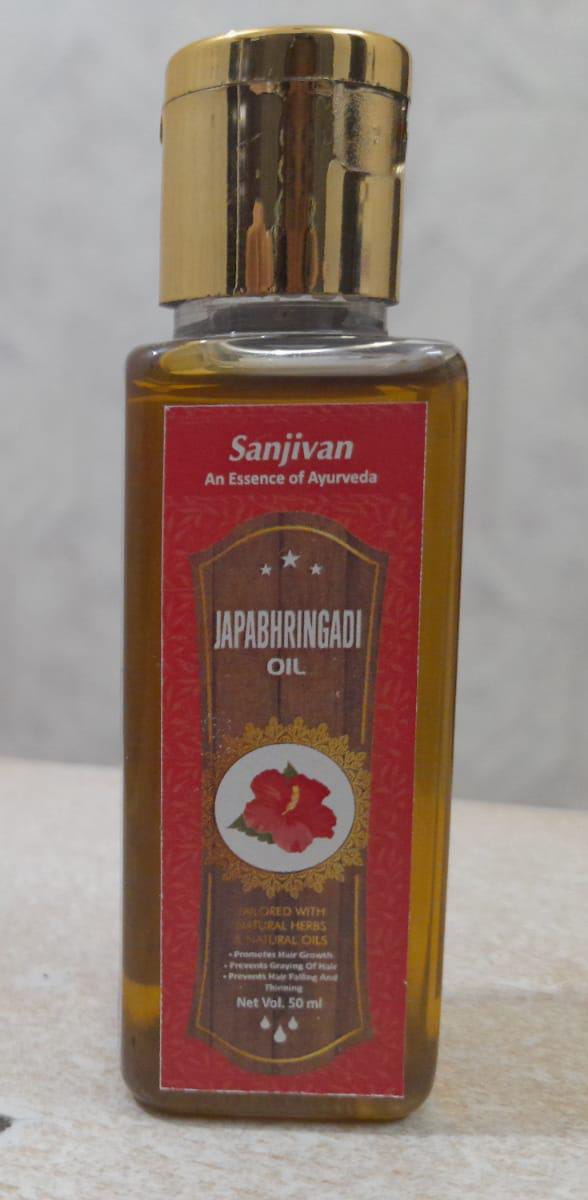 Sanjivan
An Essence of Ayurveda
JAPABHRINGADI
OIL
TAILORED WITH
NATURAL HERBS
& NATURAL OILS
• Promotes Hair Growth
• Prevents Graying Of Hair
• Prevents Hair Falling And
Thinning
Net Vol. 50 ml